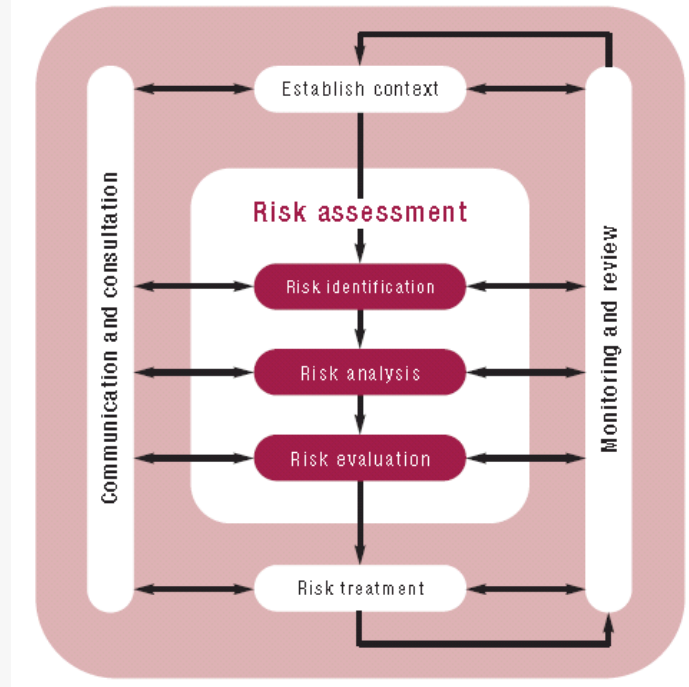 Establish context
Communication and consultation
Risk assessment
Risk identification
Risk analysis
Risk evaluation
Monitoring and review
Risk treatment